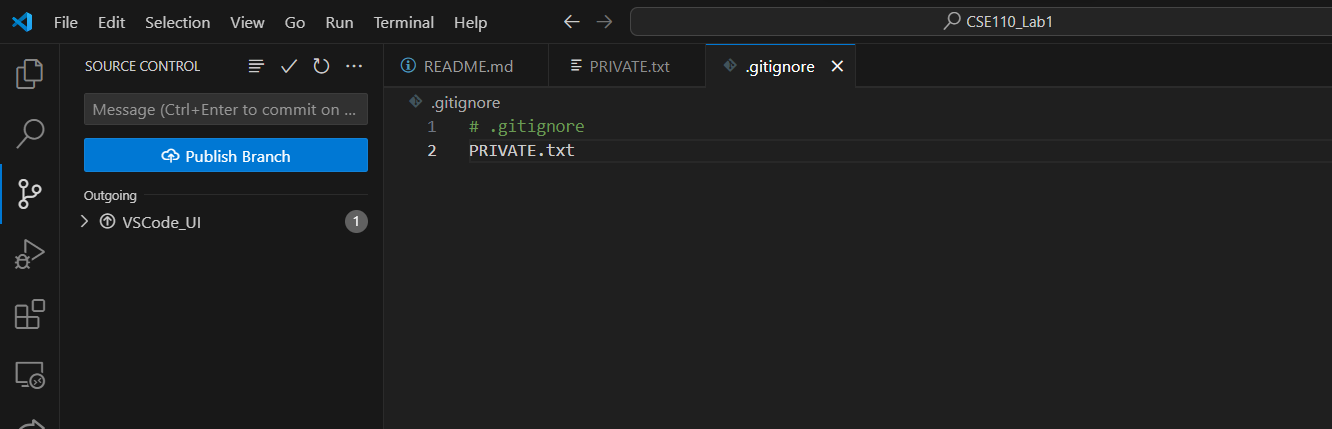 File Edit Selection View Go Run Terminal Help CSE110_Lab1
SOURCE CONTROL
Message (Ctrl+Enter to commit on ...
Publish Branch
Outgoing
VSCode_UI 1
README.md PRIVATE.txt .gitignore
.gitignore
1 # .gitignore
2 PRIVATE.txt